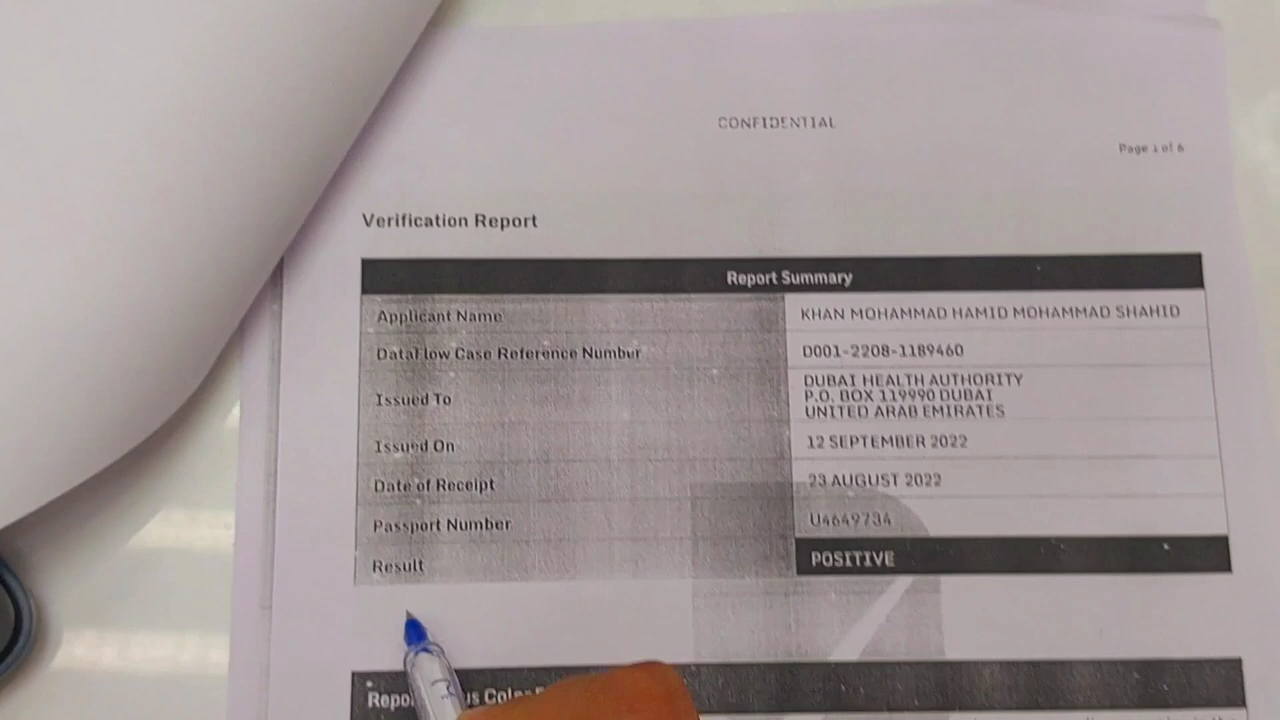 CONFIDENTIAL
Page 1 of 6
Verification Report
Report Summary
Applicant Name KHAN MOHAMMAD HAMID MOHAMMAD SHAHID
DataFlow Case Reference Number D001-2208-1189460
Issued To DUBAI HEALTH AUTHORITY
P.O. BOX 119990 DUBAI
UNITED ARAB EMIRATES
Issued On 12 SEPTEMBER 2022
Date of Receipt 23 AUGUST 2022
Passport Number U4649734
Result POSITIVE